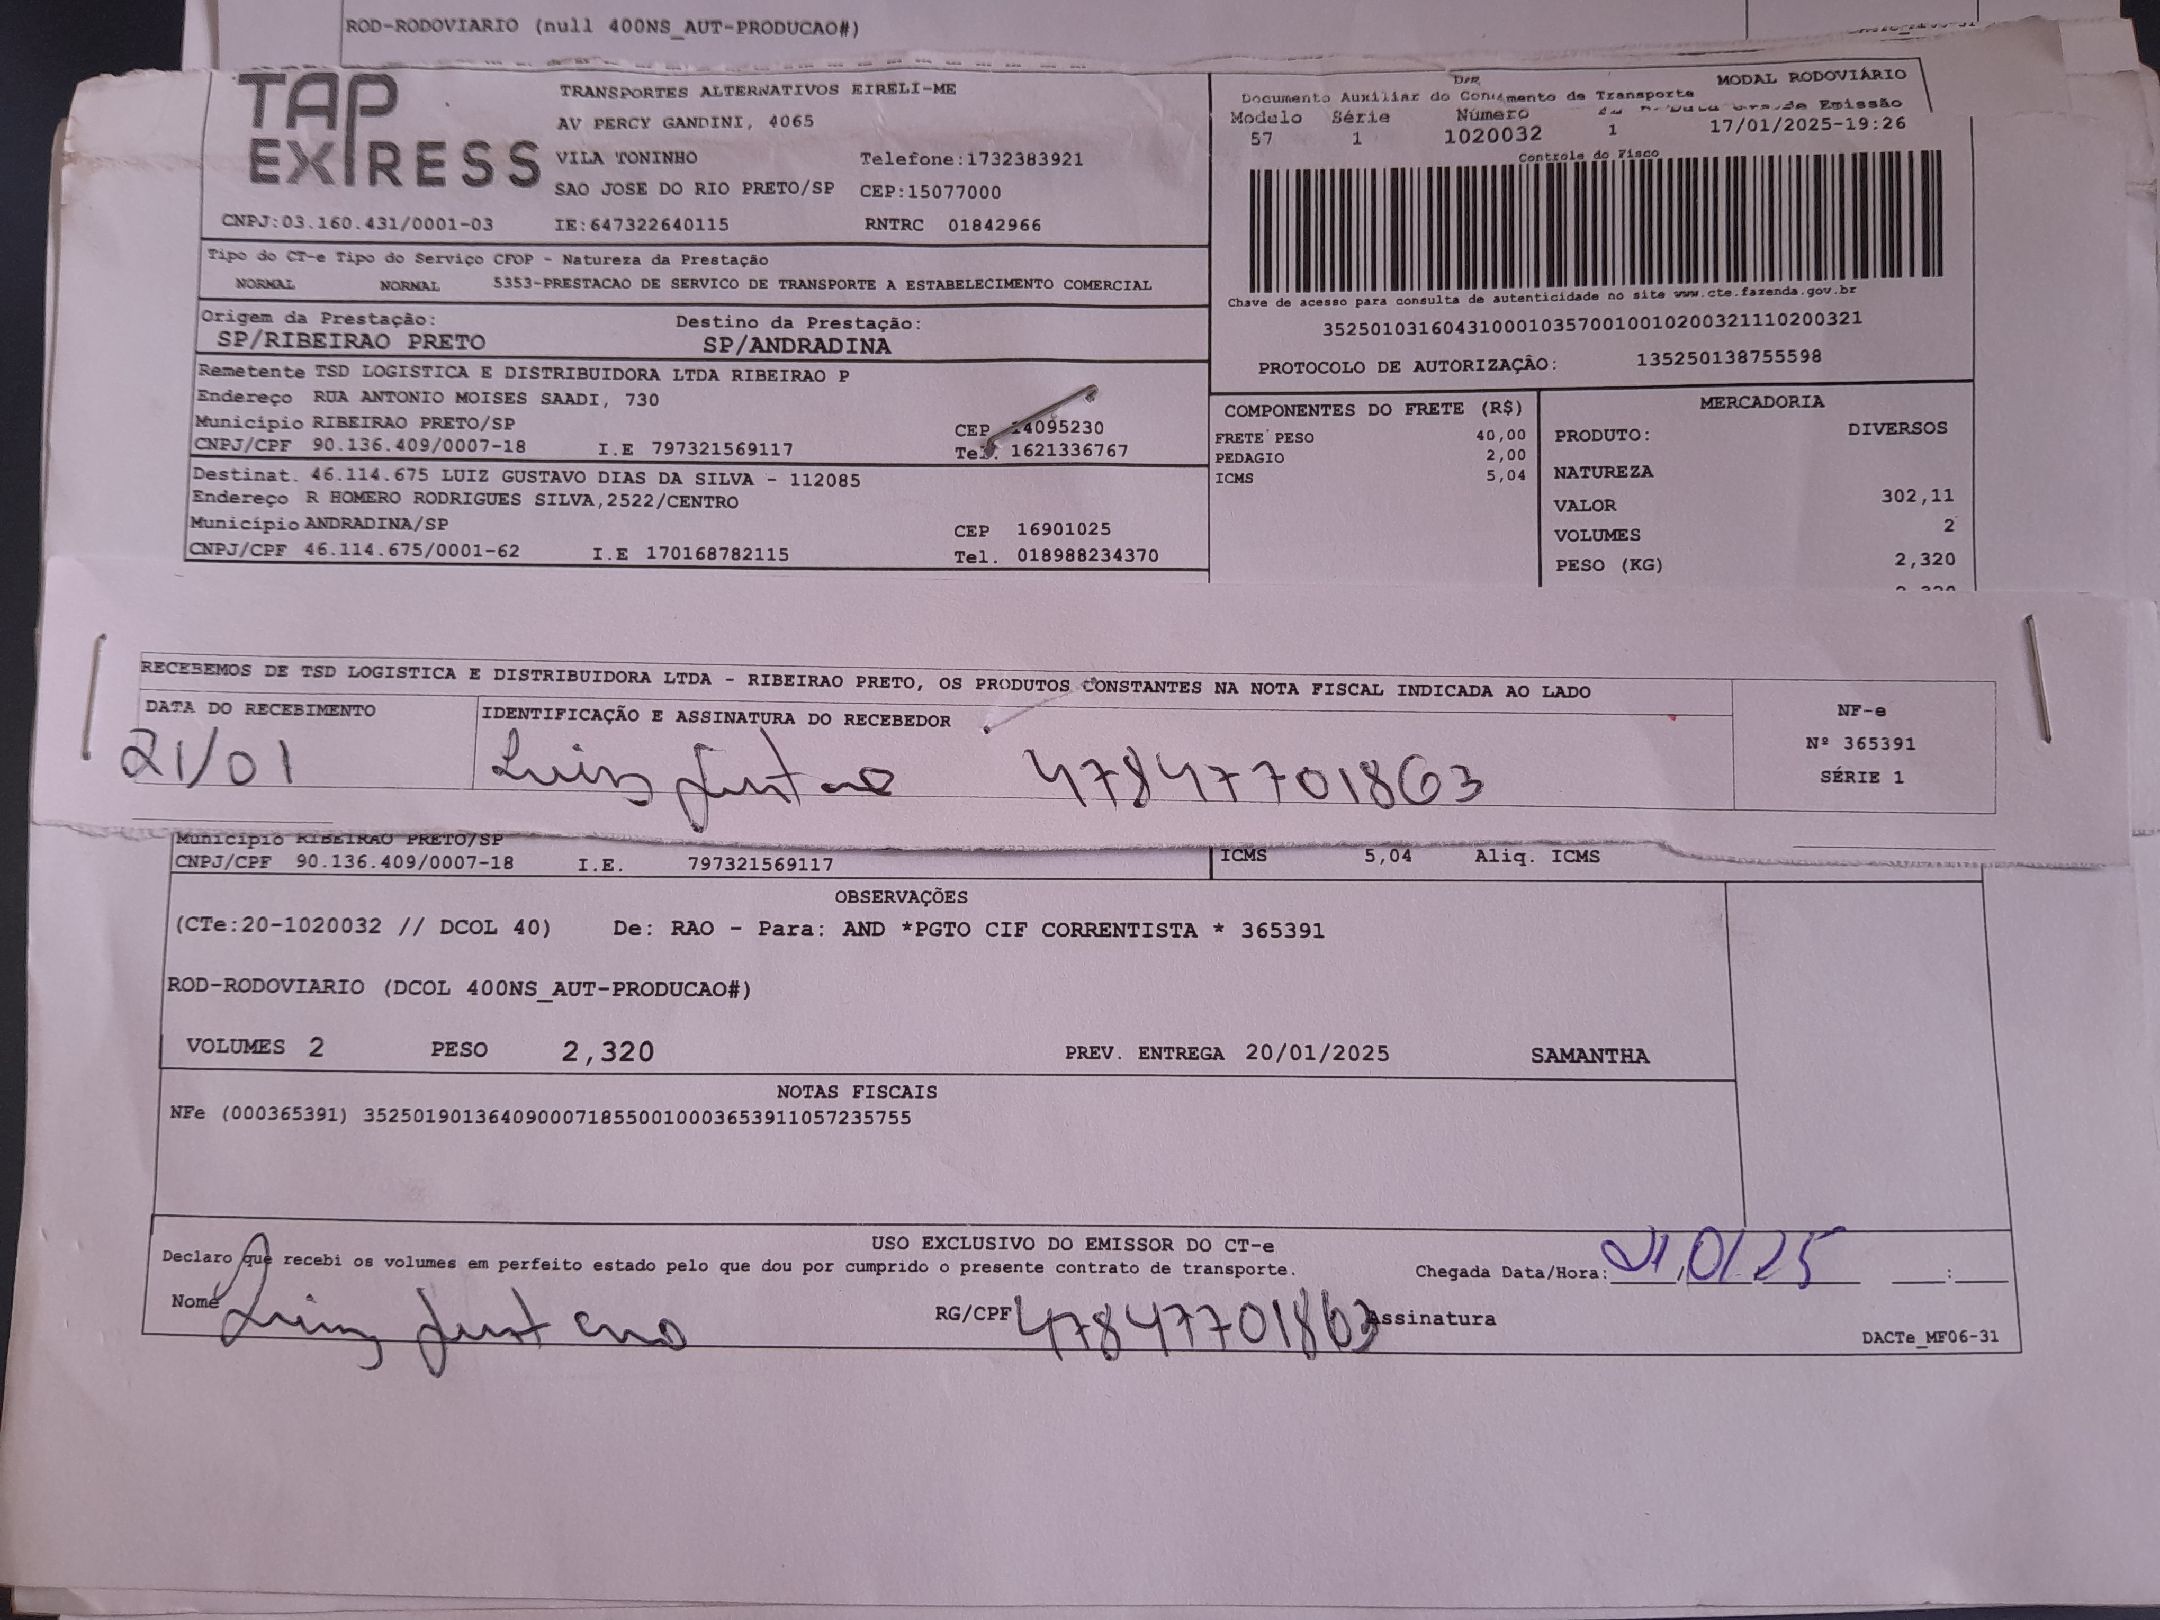 ROD-RODOVIARIO (null 400NS_AUT-PRODUCAO#)
TAP EXPRESS
TRANSPORTES ALTERNATIVOS EIRELI-ME
AV PERCY GANDINI, 4065
VILA TONINHO Telefone:1732383921
SAO JOSE DO RIO PRETO/SP CEP:15077000
CNPJ:03.160.431/0001-03 IE:647322640115 RNTRC 01842966
MODAL RODOVIÁRIO
Documento Auxiliar do Conhecimento de Transporte
Modelo Série Número Emissão
57 1 1020032 1 17/01/2025-19:26
Controle do Fisco
Chave de acesso para consulta de autenticidade no site www.cte.fazenda.gov.br
35250103160431000103570010010200321110200321
PROTOCOLO DE AUTORIZAÇÃO: 135250138755598
Tipo do CT-e Tipo do Serviço CFOP - Natureza da Prestação
NORMAL NORMAL 5353-PRESTACAO DE SERVICO DE TRANSPORTE A ESTABELECIMENTO COMERCIAL
Origem da Prestação: Destino da Prestação:
SP/RIBEIRAO PRETO SP/ANDRADINA
Remetente TSD LOGISTICA E DISTRIBUIDORA LTDA RIBEIRAO P
Endereço RUA ANTONIO MOISES SAADI, 730
Município RIBEIRAO PRETO/SP CEP 14095230
CNPJ/CPF 90.136.409/0007-18 I.E 797321569117 Tel. 1621336767
Destinat. 46.114.675 LUIZ GUSTAVO DIAS DA SILVA - 112085
Endereço R HOMERO RODRIGUES SILVA,2522/CENTRO
Município ANDRADINA/SP CEP 16901025
CNPJ/CPF 46.114.675/0001-62 I.E 170168782115 Tel. 018988234370
COMPONENTES DO FRETE (R$)
FRETE PESO 40,00
PEDAGIO 2,00
ICMS 5,04
MERCADORIA
PRODUTO: DIVERSOS
NATUREZA
VALOR 302,11
VOLUMES 2
PESO (KG) 2,320
RECEBEMOS DE TSD LOGISTICA E DISTRIBUIDORA LTDA - RIBEIRAO PRETO, OS PRODUTOS CONSTANTES NA NOTA FISCAL INDICADA AO LADO
DATA DO RECEBIMENTO IDENTIFICAÇÃO E ASSINATURA DO RECEBEDOR
21/01 Luiz Gustavo 47847701863
NF-e
Nº 365391
SÉRIE 1
Município RIBEIRAO PRETO/SP
CNPJ/CPF 90.136.409/0007-18 I.E. 797321569117
ICMS 5,04 Aliq. ICMS
OBSERVAÇÕES
(CTe:20-1020032 // DCOL 40) De: RAO - Para: AND *PGTO CIF CORRENTISTA * 365391
ROD-RODOVIARIO (DCOL 400NS_AUT-PRODUCAO#)
VOLUMES 2 PESO 2,320 PREV. ENTREGA 20/01/2025 SAMANTHA
NOTAS FISCAIS
NFe (000365391) 35250190136409000718550010003653911057235755
USO EXCLUSIVO DO EMISSOR DO CT-e
Declaro que recebi os volumes em perfeito estado pelo que dou por cumprido o presente contrato de transporte. Chegada Data/Hora: 21/01/25 :
Nome Luiz Gustavo RG/CPF 47847701863 Assinatura
DACTe_MF06-31